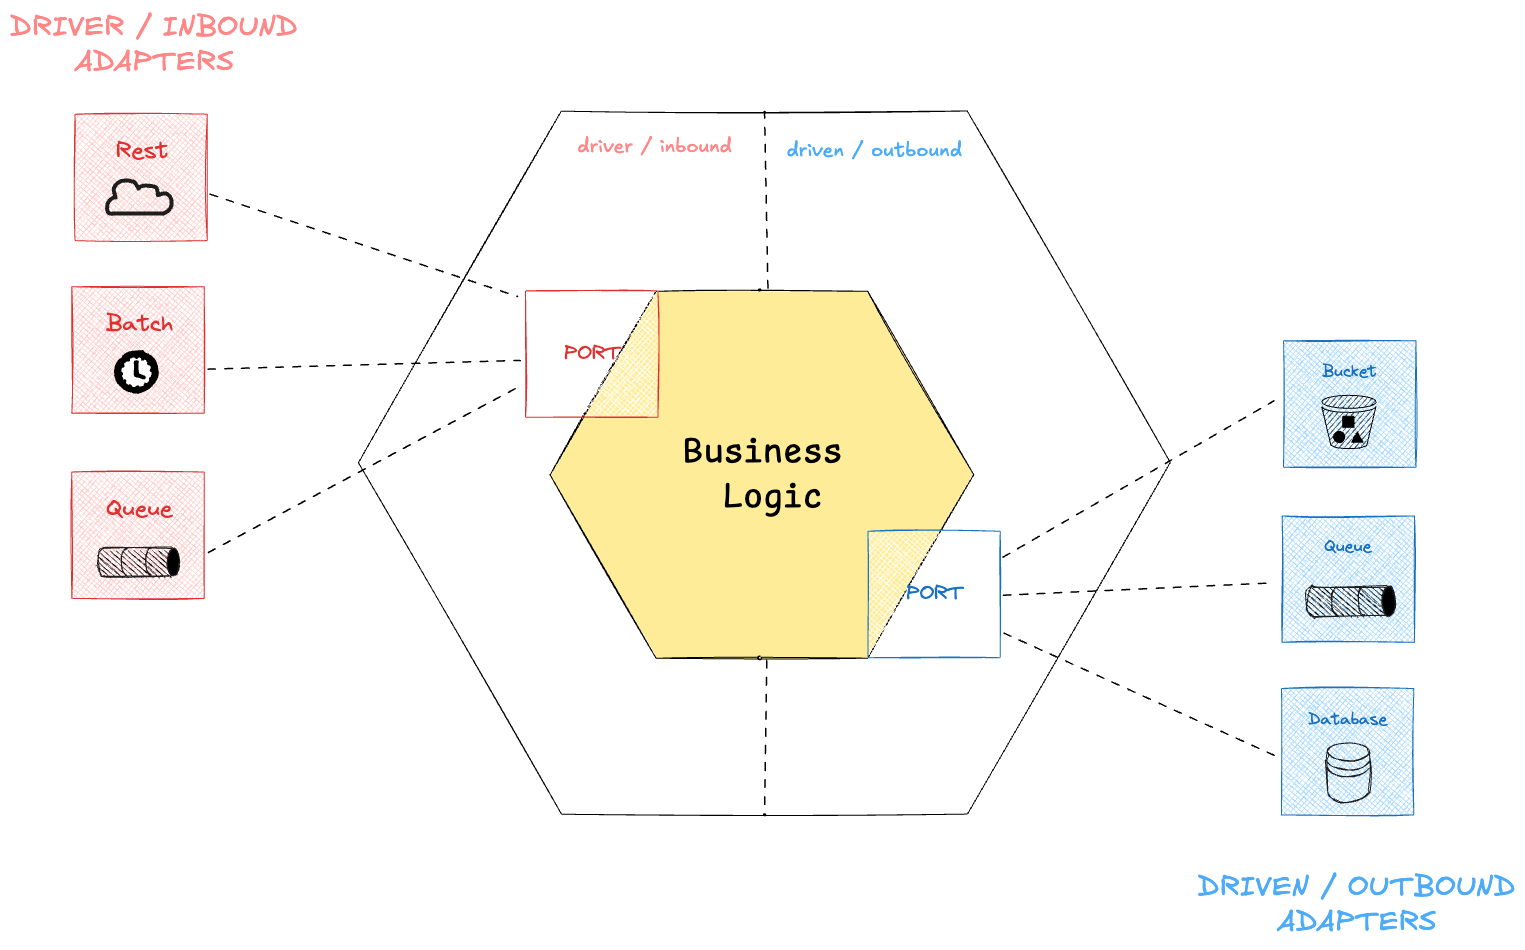 DRIVER / INBOUND
ADAPTERS
Rest
Batch
Queue
driver / inbound
driven / outbound
PORT
Business
Logic
PORT
Bucket
Queue
Database
DRIVEN / OUTBOUND
ADAPTERS